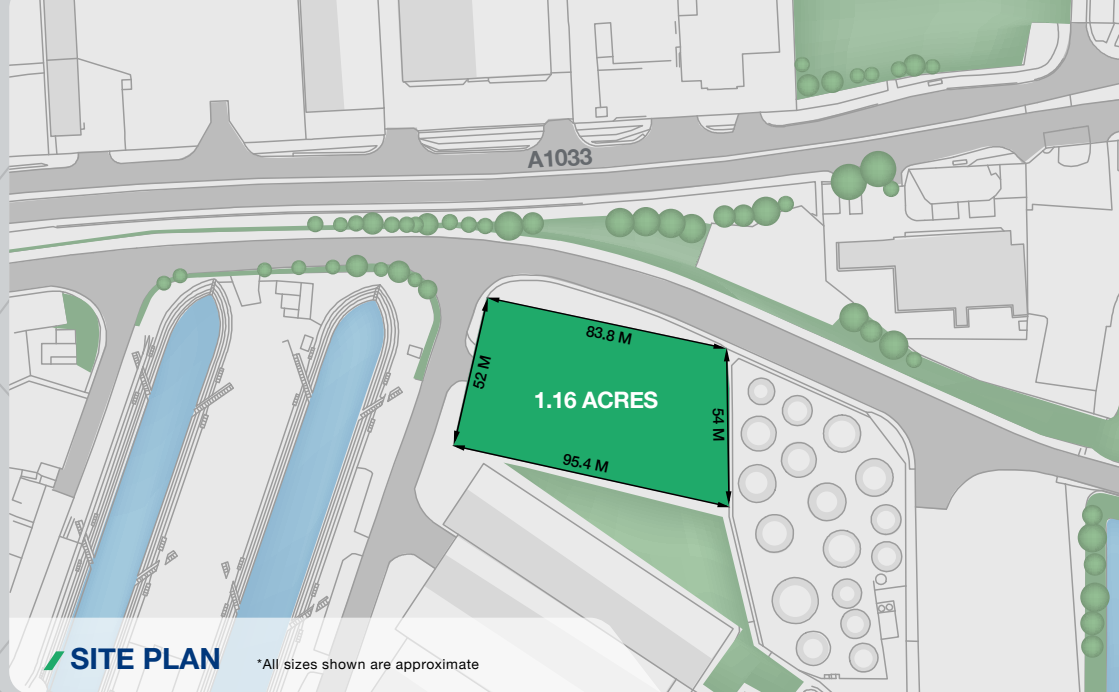 A1033
83.8 M
52 M
1.16 ACRES
54 M
95.4 M
SITE PLAN
*All sizes shown are approximate